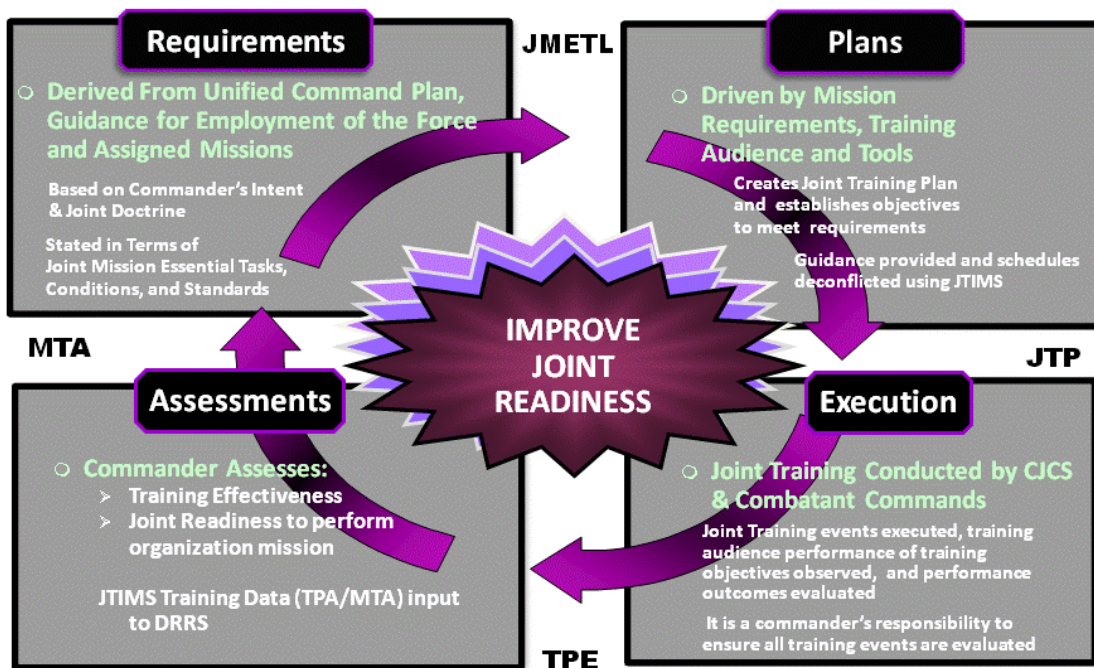 Requirements
Derived From Unified Command Plan,
Guidance for Employment of the Force
and Assigned Missions
Based on Commander's Intent
& Joint Doctrine
Stated in Terms of
Joint Mission Essential Tasks,
Conditions, and Standards
JMETL
Plans
Driven by Mission
Requirements, Training
Audience and Tools
Creates Joint Training Plan
and establishes objectives
to meet requirements
Guidance provided and schedules
deconflicted using JTIMS
IMPROVE
JOINT
READINESS
MTA
JTP
Assessments
Commander Assesses:
Training Effectiveness
Joint Readiness to perform
organization mission
JTIMS Training Data (TPA/MTA) input
to DRRS
TPE
Execution
Joint Training Conducted by CJCS
& Combatant Commands
Joint Training events executed, training
audience performance of training
objectives observed, and performance
outcomes evaluated
It is a commander's responsibility to
ensure all training events are evaluated